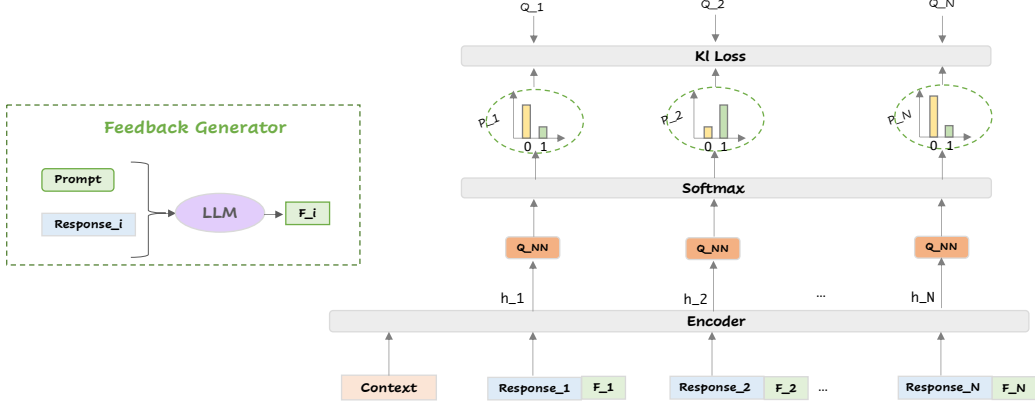 Q_1
Q_2
Q_N
Kl Loss
P_1
0 1
P_2
0 1
P_N
0 1
Feedback Generator
Prompt
Response_i
LLM
F_i
Softmax
Q_NN
Q_NN
Q_NN
h_1
h_2
...
h_N
Encoder
Context
Response_1 F_1
Response_2 F_2
...
Response_N F_N